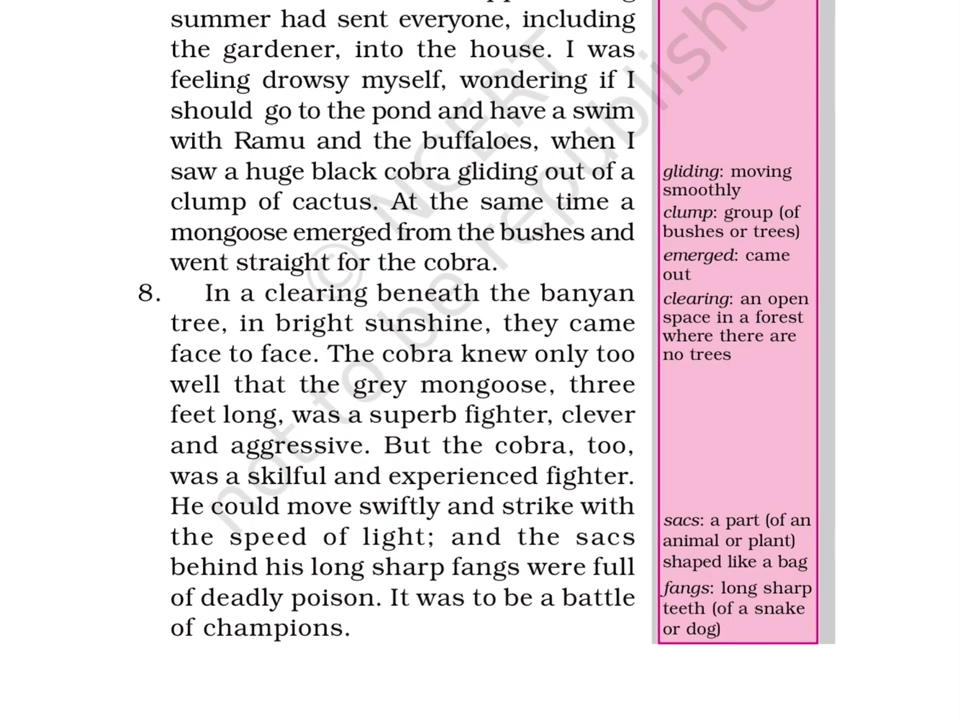 summer had sent everyone, including
the gardener, into the house. I was
feeling drowsy myself, wondering if I
should go to the pond and have a swim
with Ramu and the buffaloes, when I
saw a huge black cobra gliding out of a
clump of cactus. At the same time a
mongoose emerged from the bushes and
went straight for the cobra.
8. In a clearing beneath the banyan
tree, in bright sunshine, they came
face to face. The cobra knew only too
well that the grey mongoose, three
feet long, was a superb fighter, clever
and aggressive. But the cobra, too,
was a skilful and experienced fighter.
He could move swiftly and strike with
the speed of light; and the sacs
behind his long sharp fangs were full
of deadly poison. It was to be a battle
of champions.
gliding: moving
smoothly
clump: group (of
bushes or trees)
emerged: came
out
clearing: an open
space in a forest
where there are
no trees
sacs: a part (of an
animal or plant)
shaped like a bag
fangs: long sharp
teeth (of a snake
or dog)
© NCERT
not to be republished